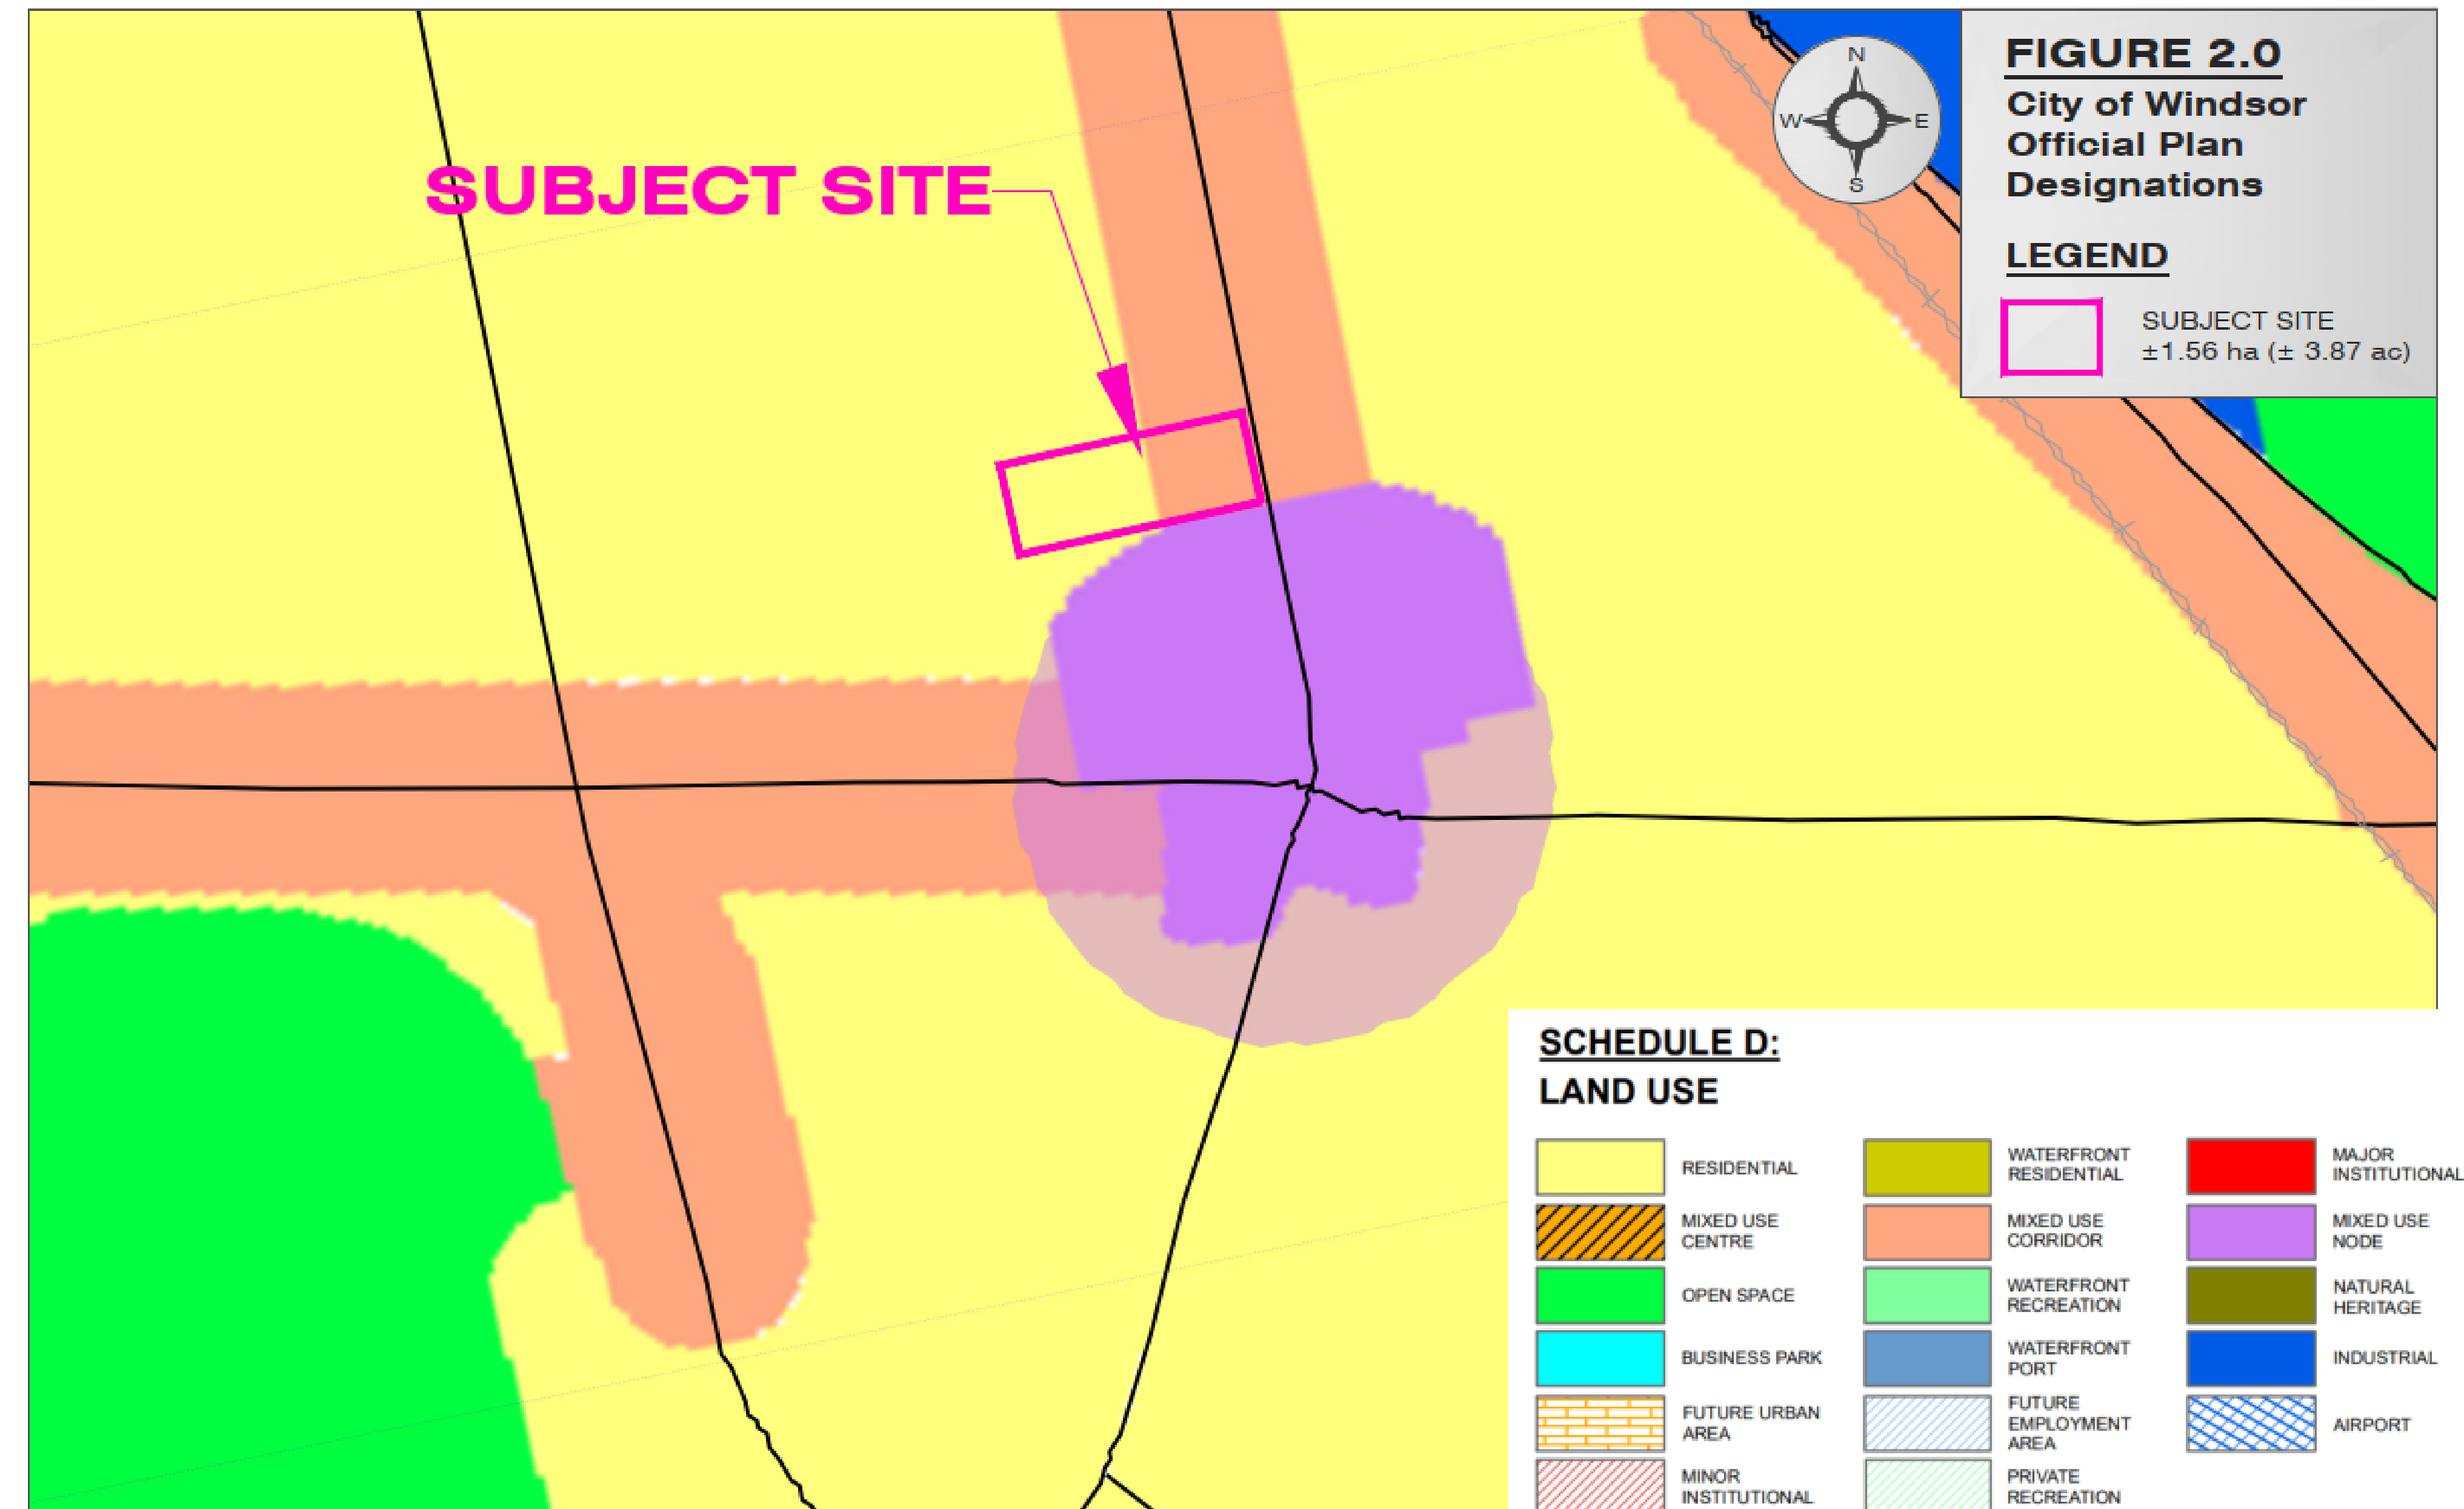 SUBJECT SITE
N
W
E
S
FIGURE 2.0
City of Windsor
Official Plan
Designations
LEGEND
SUBJECT SITE
±1.56 ha (± 3.87 ac)
SCHEDULE D:
LAND USE
RESIDENTIAL
WATERFRONT
RESIDENTIAL
MAJOR
INSTITUTIONAL
MIXED USE
CENTRE
MIXED USE
CORRIDOR
MIXED USE
NODE
OPEN SPACE
WATERFRONT
RECREATION
NATURAL
HERITAGE
BUSINESS PARK
WATERFRONT
PORT
INDUSTRIAL
FUTURE URBAN
AREA
FUTURE
EMPLOYMENT
AREA
AIRPORT
MINOR
INSTITUTIONAL
PRIVATE
RECREATION